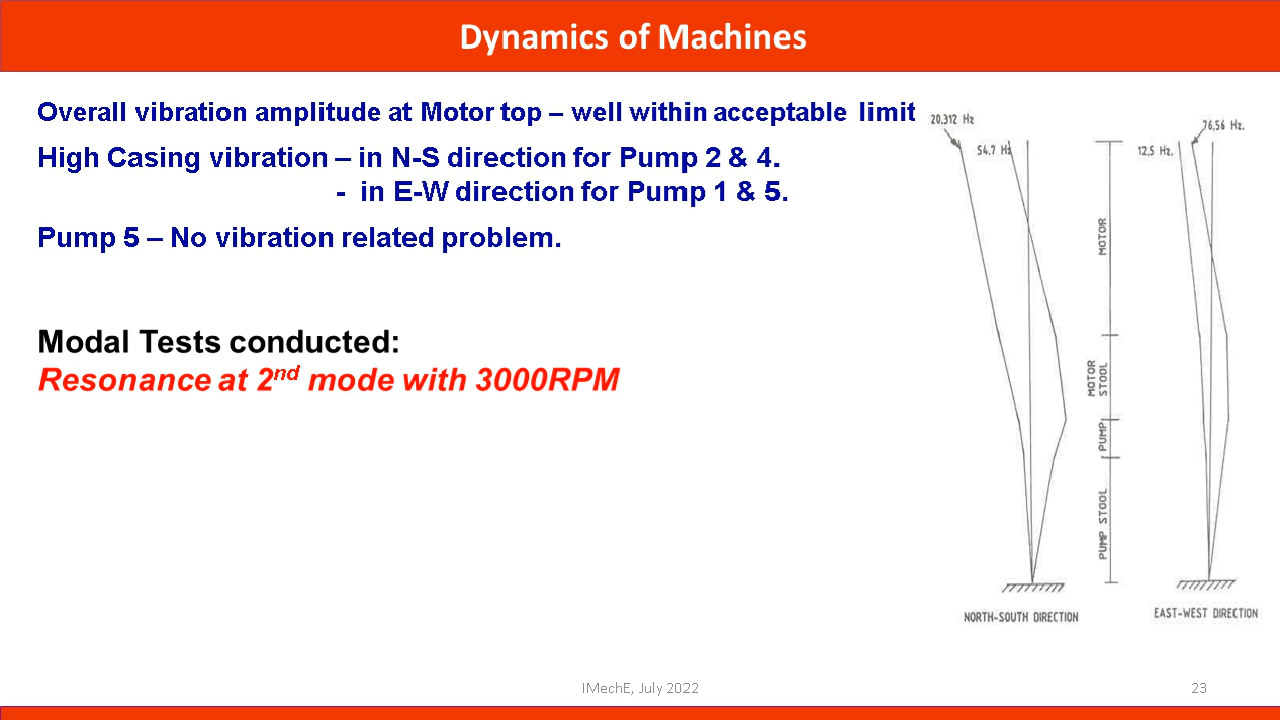 Dynamics of Machines
Overall vibration amplitude at Motor top – well within acceptable limit
High Casing vibration – in N-S direction for Pump 2 & 4.
- in E-W direction for Pump 1 & 5.
Pump 5 – No vibration related problem.
Modal Tests conducted:
Resonance at 2nd mode with 3000RPM
20,312 Hz
54.7 Hz
12.5 Hz.
76,56 Hz.
MOTOR
MOTOR
STOOL
PUMP
PUMP STOOL
NORTH-SOUTH DIRECTION
EAST-WEST DIRECTION
IMechE, July 2022
23